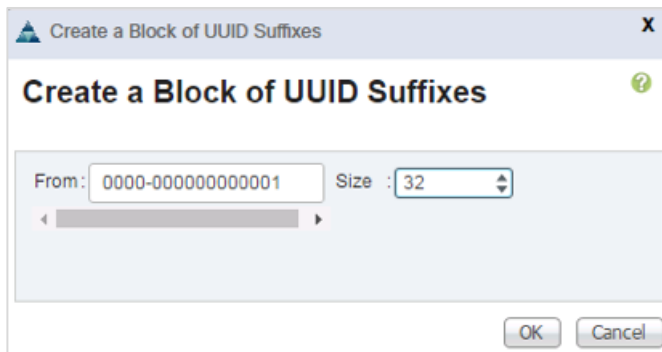 Create a Block of UUID Suffixes X
Create a Block of UUID Suffixes ?
From : 0000-000000000001 Size : 32
OK Cancel